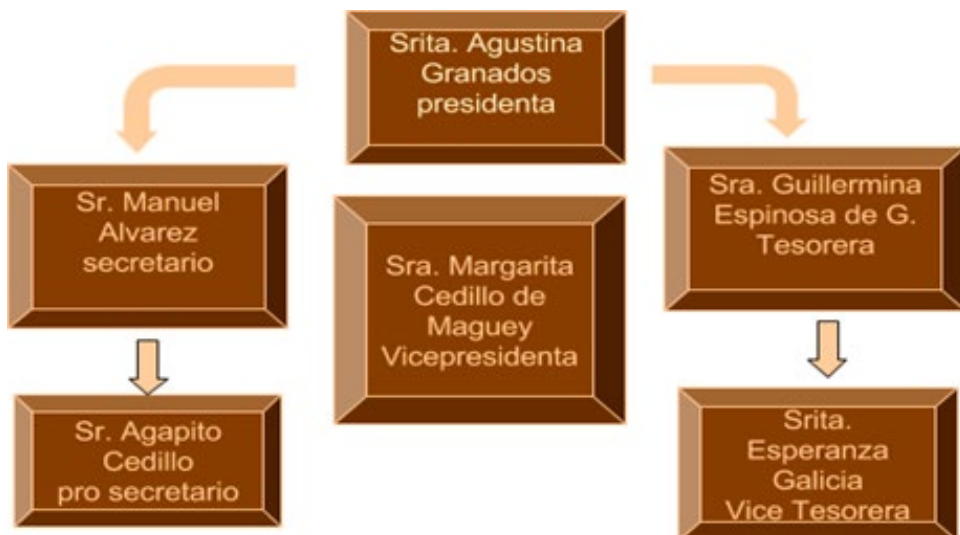 Srita. Agustina
Granados
presidenta
Sr. Manuel
Alvarez
secretario
Sra. Guillermina
Espinosa de G.
Tesorera
Sra. Margarita
Cedillo de
Maguey
Vicepresidenta
Sr. Agapito
Cedillo
pro secretario
Srita.
Esperanza
Galicia
Vice Tesorera